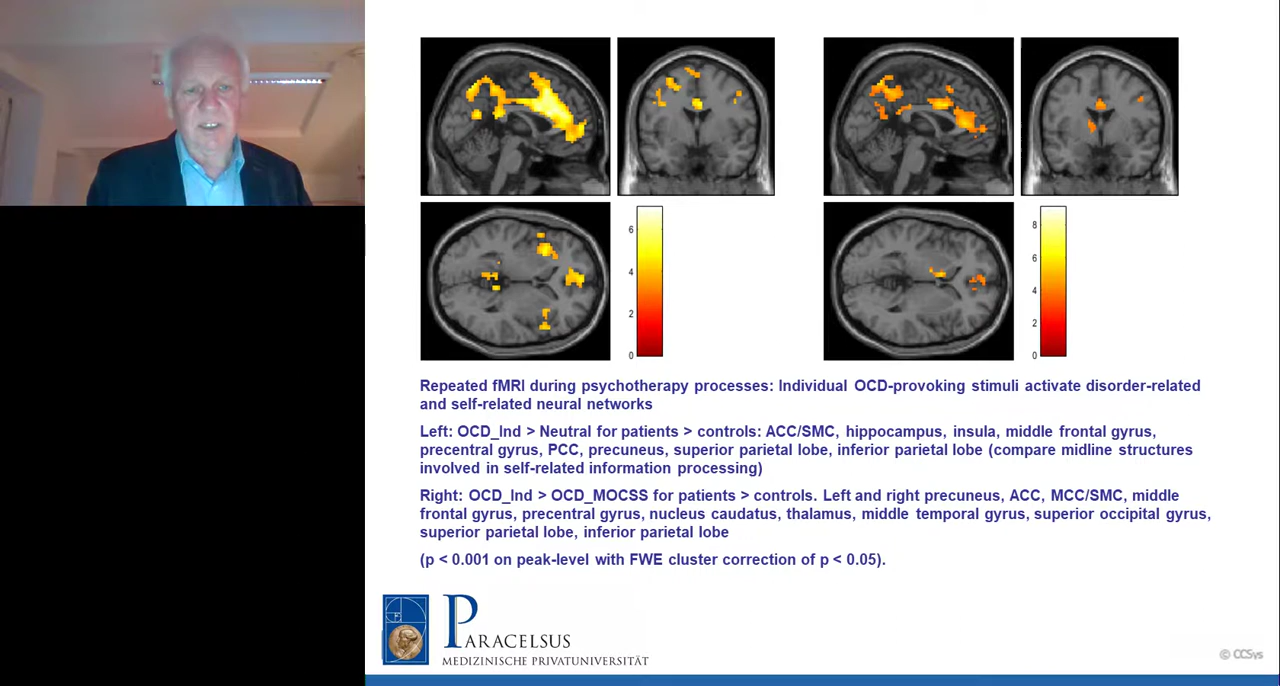 6
4
2
0
8
6
4
2
0
Repeated fMRI during psychotherapy processes: Individual OCD-provoking stimuli activate disorder-related
and self-related neural networks
Left: OCD_Ind > Neutral for patients > controls: ACC/SMC, hippocampus, insula, middle frontal gyrus,
precentral gyrus, PCC, precuneus, superior parietal lobe, inferior parietal lobe (compare midline structures
involved in self-related information processing)
Right: OCD_Ind > OCD_MOCSS for patients > controls. Left and right precuneus, ACC, MCC/SMC, middle
frontal gyrus, precentral gyrus, nucleus caudatus, thalamus, middle temporal gyrus, superior occipital gyrus,
superior parietal lobe, inferior parietal lobe
(p < 0.001 on peak-level with FWE cluster correction of p < 0.05).
PARACELSUS
MEDIZINISCHE PRIVATUNIVERSITÄT
© CCSys